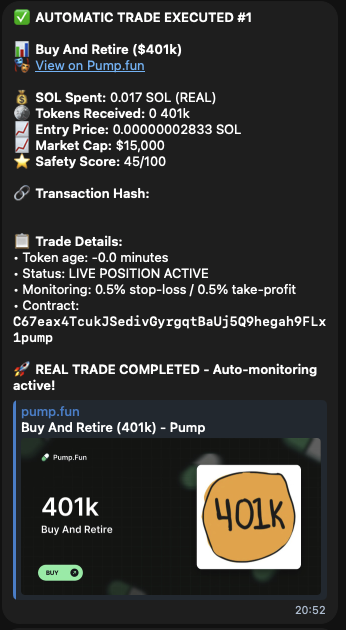 ✅ AUTOMATIC TRADE EXECUTED #1
📊 Buy And Retire ($401k)
🎭 View on Pump.fun
💰 SOL Spent: 0.017 SOL (REAL)
🪙 Tokens Received: 0 401k
📈 Entry Price: 0.00000002833 SOL
📈 Market Cap: $15,000
⭐ Safety Score: 45/100
🔗 Transaction Hash:
📋 Trade Details:
• Token age: -0.0 minutes
• Status: LIVE POSITION ACTIVE
• Monitoring: 0.5% stop-loss / 0.5% take-profit
• Contract:
C67eax4TcukJSedivGyrgqtBaUj5Q9hegah9FLx
1pump
🚀 REAL TRADE COMPLETED - Auto-monitoring
active!
pump.fun
Buy And Retire (401k) - Pump
Pump.Fun
401k
Buy And Retire
BUY
401K
20:52